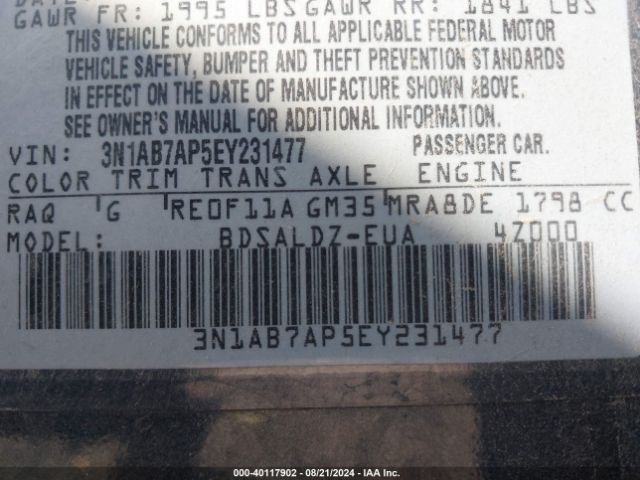 GAWR FR: 1995 LBS GAWR RR: 1841 LBS
THIS VEHICLE CONFORMS TO ALL APPLICABLE FEDERAL MOTOR
VEHICLE SAFETY, BUMPER AND THEFT PREVENTION STANDARDS
IN EFFECT ON THE DATE OF MANUFACTURE SHOWN ABOVE.
SEE OWNER'S MANUAL FOR ADDITIONAL INFORMATION.
VIN: 3N1AB7AP5EY231477 PASSENGER CAR.
COLOR TRIM TRANS AXLE ENGINE
RAQ G RE0F11A GM35 MRA8DE 1798 CC
MODEL: BDSALDZ-EUA 4Z000
3N1AB7AP5EY231477
000-40117902 - 08/21/2024 - IAA Inc.